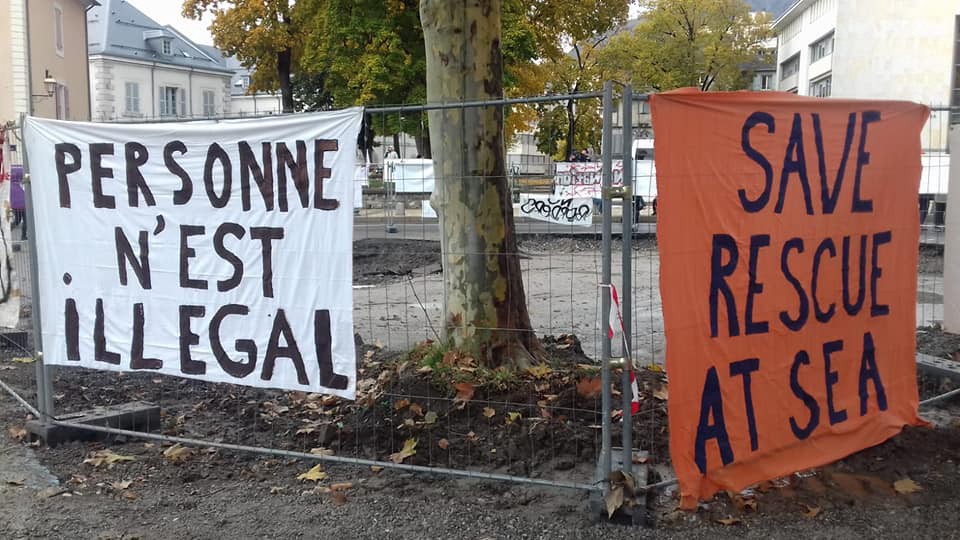 PERSONNE
N'EST
iLLEGAL
SAVE
RESCUE
AT SEA